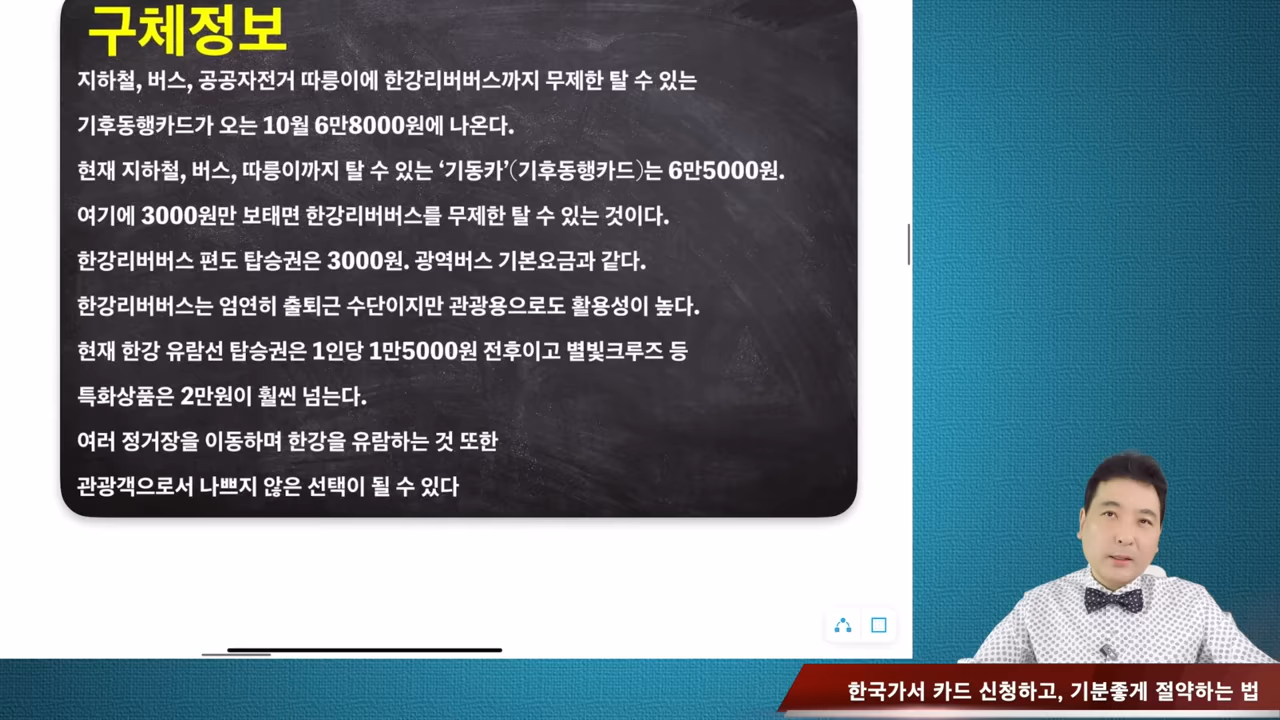 구체정보
지하철, 버스, 공공자전거 따릉이에 한강리버버스까지 무제한 탈 수 있는
기후동행카드가 오는 10월 6만8000원에 나온다.
현재 지하철, 버스, 따릉이까지 탈 수 있는 ‘기동카’(기후동행카드)는 6만5000원.
여기에 3000원만 보태면 한강리버버스를 무제한 탈 수 있는 것이다.
한강리버버스 편도 탑승권은 3000원. 광역버스 기본요금과 같다.
한강리버버스는 엄연히 출퇴근 수단이지만 관광용으로도 활용성이 높다.
현재 한강 유람선 탑승권은 1인당 1만5000원 전후이고 별빛크루즈 등
특화상품은 2만원이 훨씬 넘는다.
여러 정거장을 이동하며 한강을 유람하는 것 또한
관광객으로서 나쁘지 않은 선택이 될 수 있다
한국가서 카드 신청하고, 기분좋게 절약하는 법